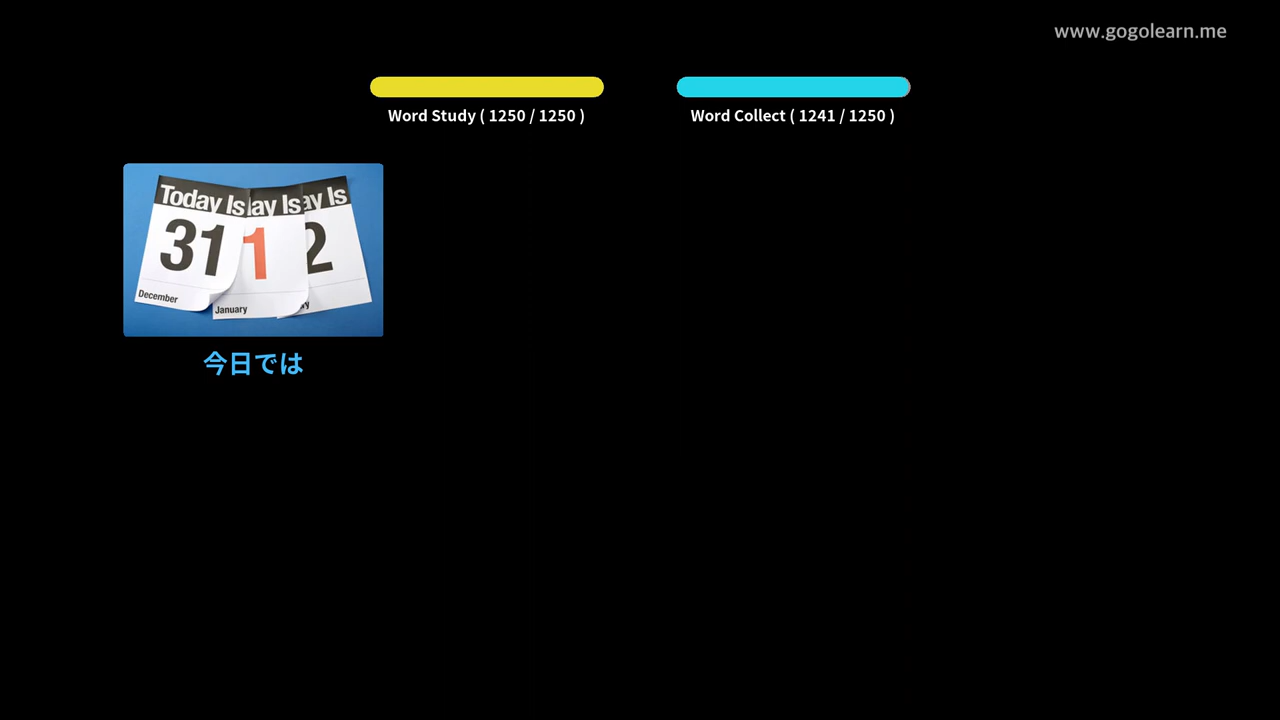 www.gogolearn.me
Word Study ( 1250 / 1250 )
Word Collect ( 1241 / 1250 )
Today Is
ay Is
ay Is
31
1
2
December
January
ry
今日では